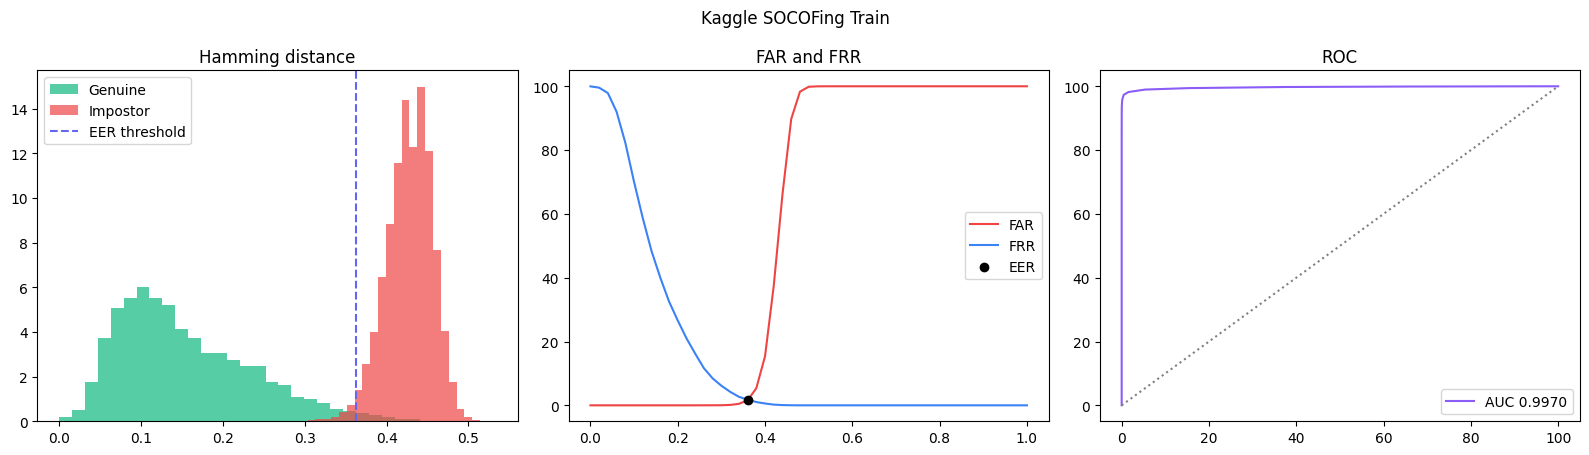 Kaggle SOCOFing Train
Hamming distance
Genuine
Impostor
EER threshold
14
12
10
8
6
4
2
0
0.0 0.1 0.2 0.3 0.4 0.5
FAR and FRR
100
80
60
40
20
0
FAR
FRR
EER
0.0 0.2 0.4 0.6 0.8 1.0
ROC
100
80
60
40
20
0
AUC 0.9970
0 20 40 60 80 100